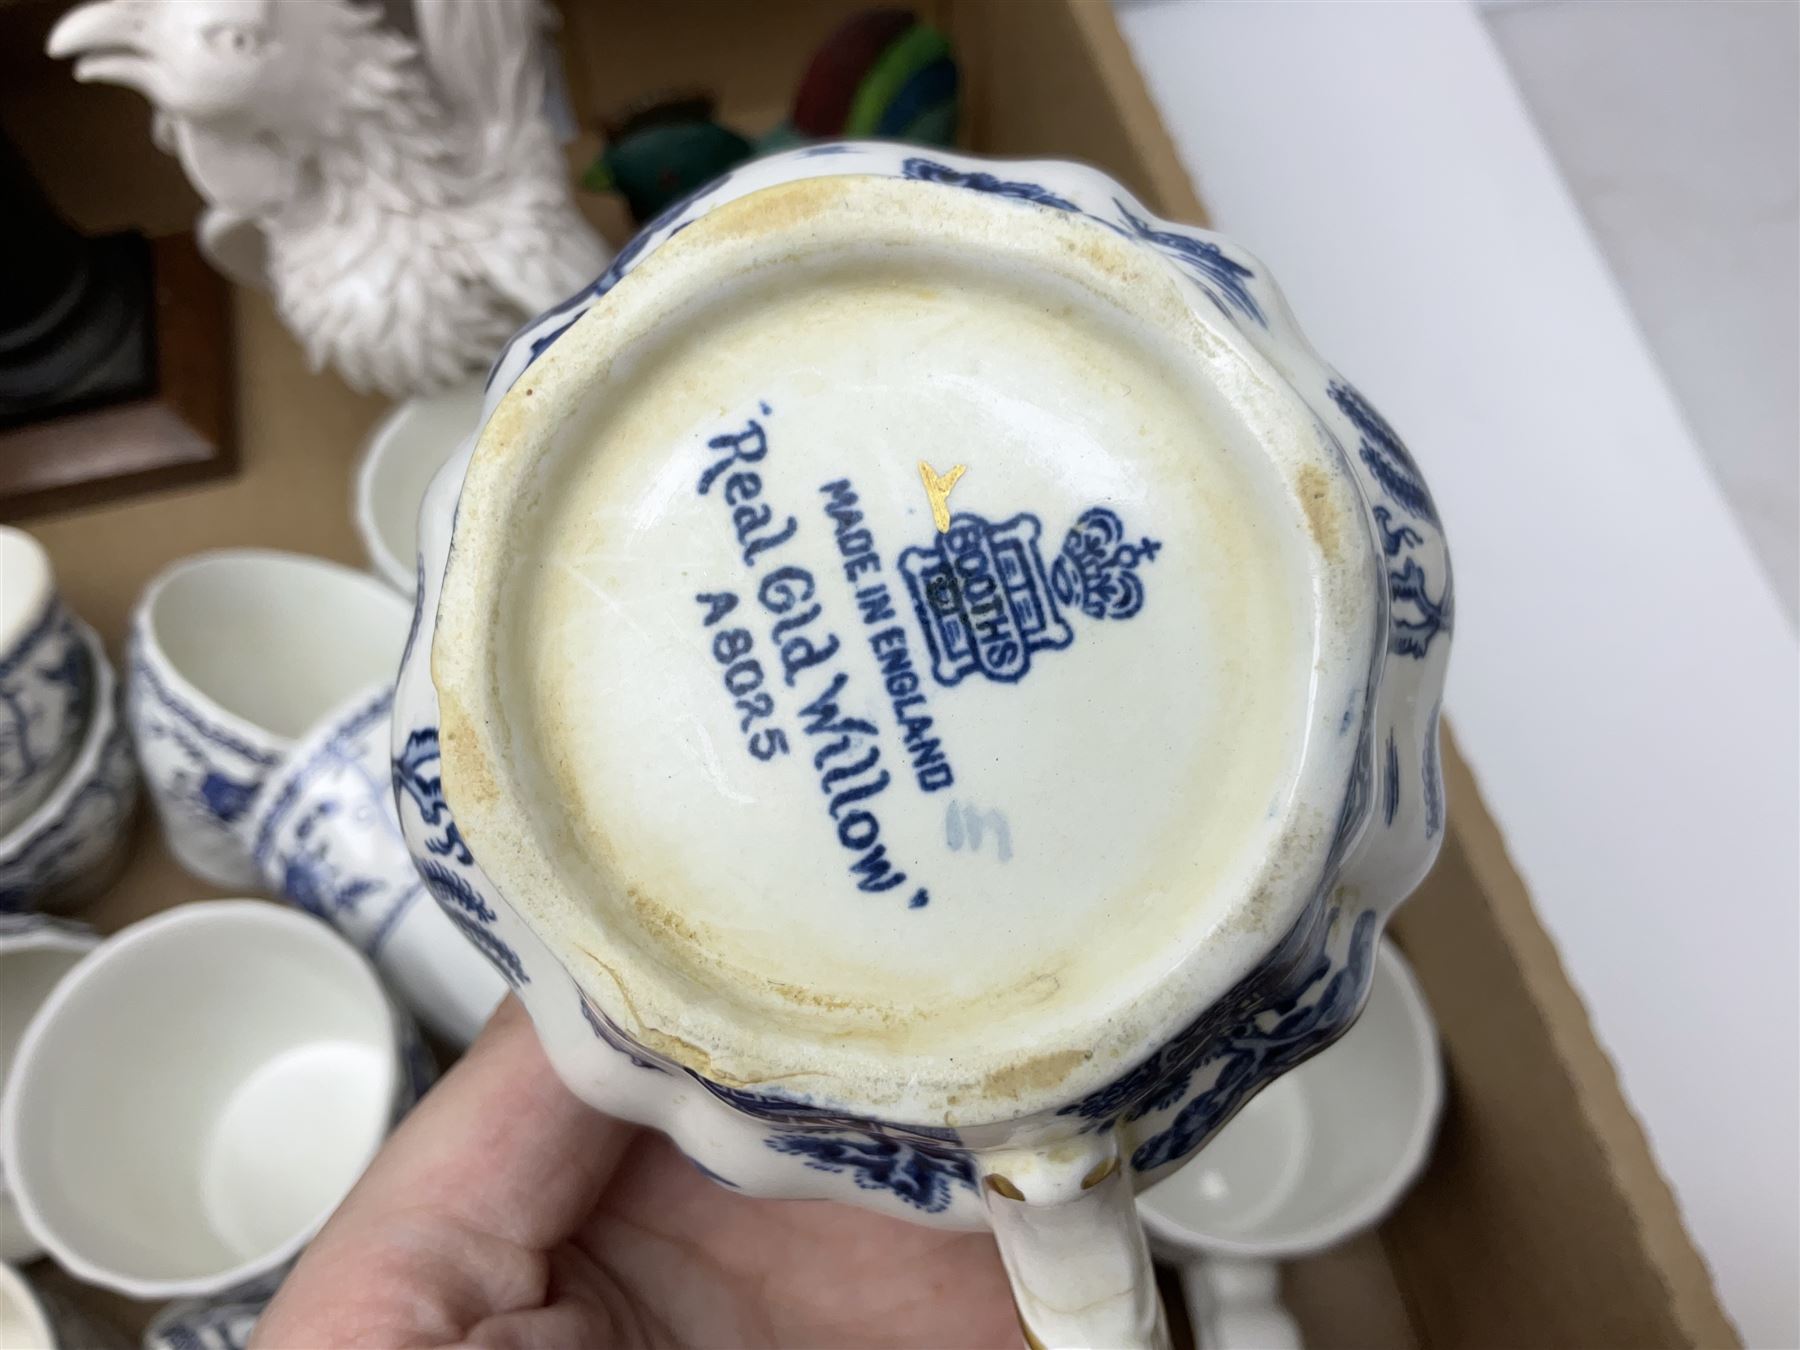 BOOTHS
MADE IN ENGLAND
"Real Old Willow"
A8025